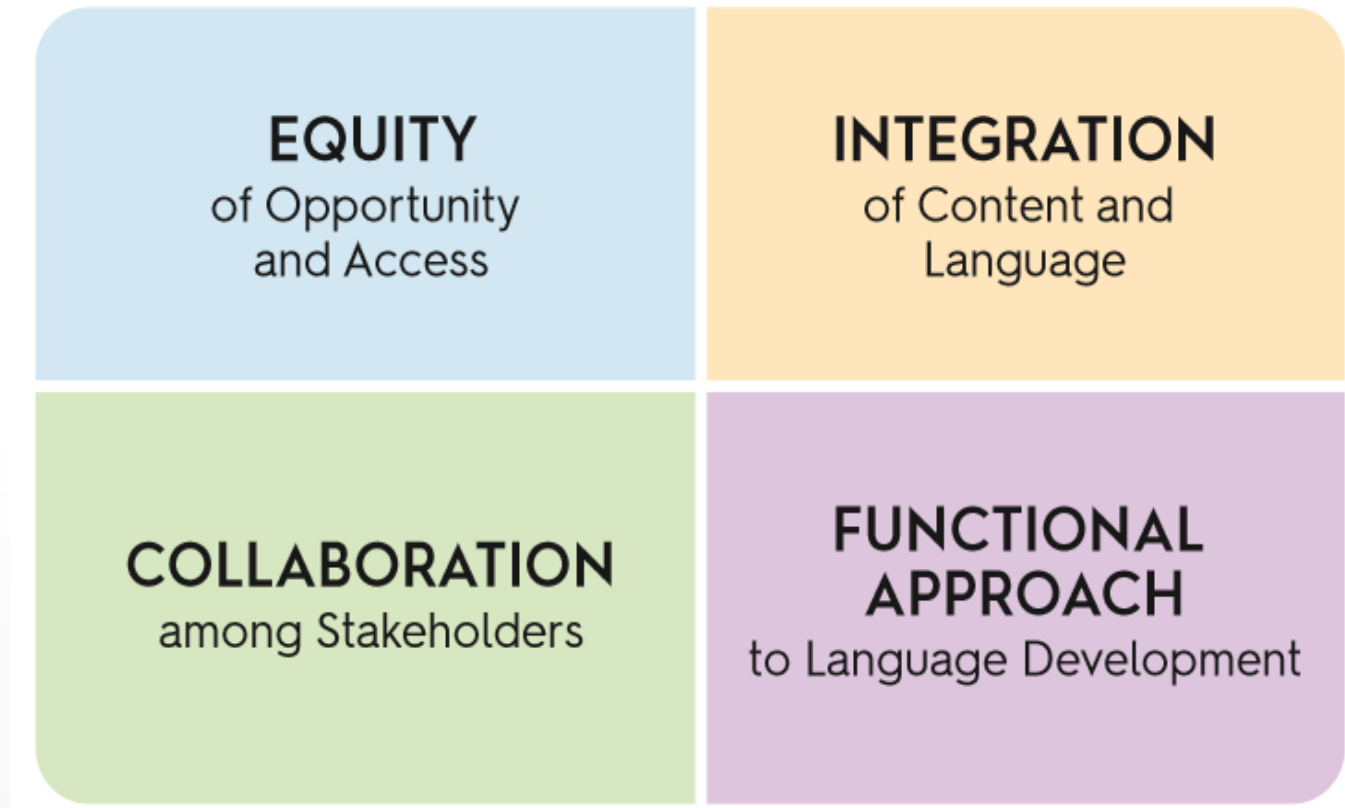 EQUITY
of Opportunity
and Access
INTEGRATION
of Content and
Language
COLLABORATION
among Stakeholders
FUNCTIONAL
APPROACH
to Language Development